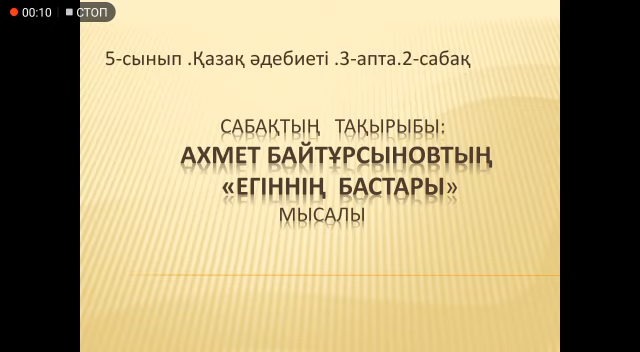 00:10 СТОП
5-сынып .Қазақ әдебиеті .3-апта.2-сабақ
САБАҚТЫҢ ТАҚЫРЫБЫ:
АХМЕТ БАЙТҰРСЫНОВТЫҢ
«ЕГІННІҢ БАСТАРЫ»
МЫСАЛЫ